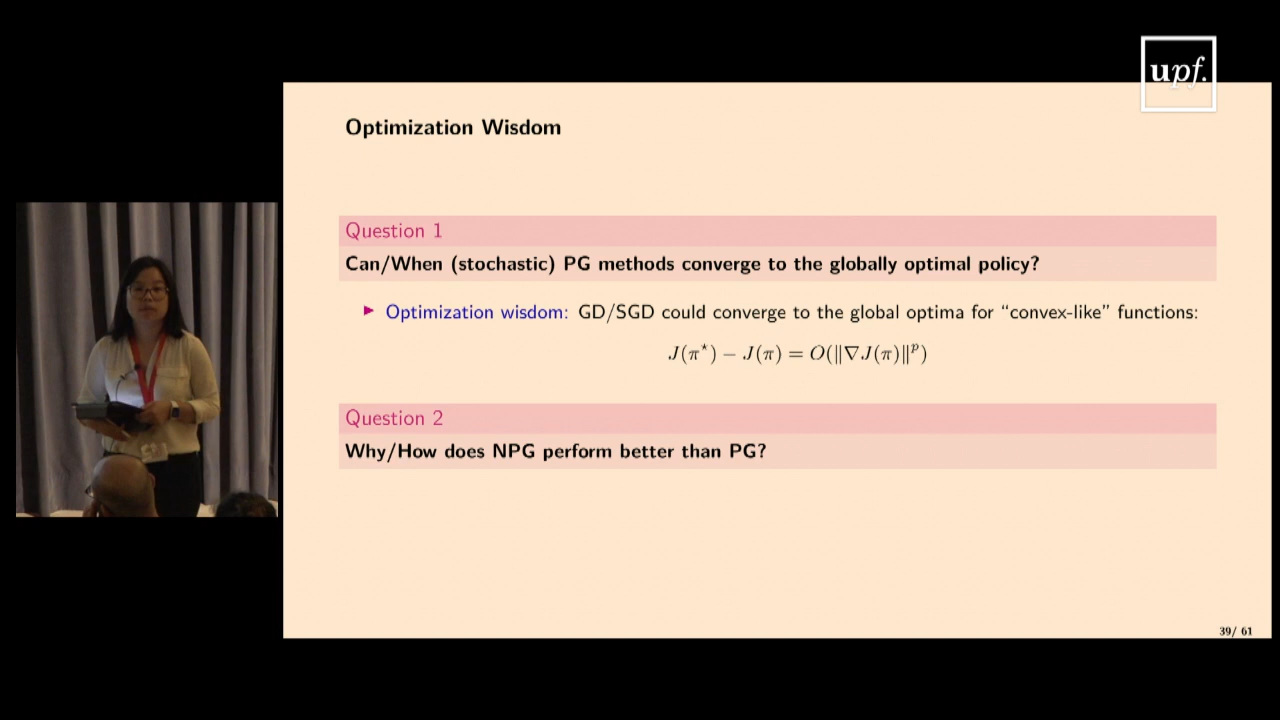 upf.
Optimization Wisdom
Question 1
Can/When (stochastic) PG methods converge to the globally optimal policy?
▶ Optimization wisdom: GD/SGD could converge to the global optima for “convex-like” functions:
J(π⋆) − J(π) = O(‖∇J(π)‖ᵖ)
Question 2
Why/How does NPG perform better than PG?
39/ 61